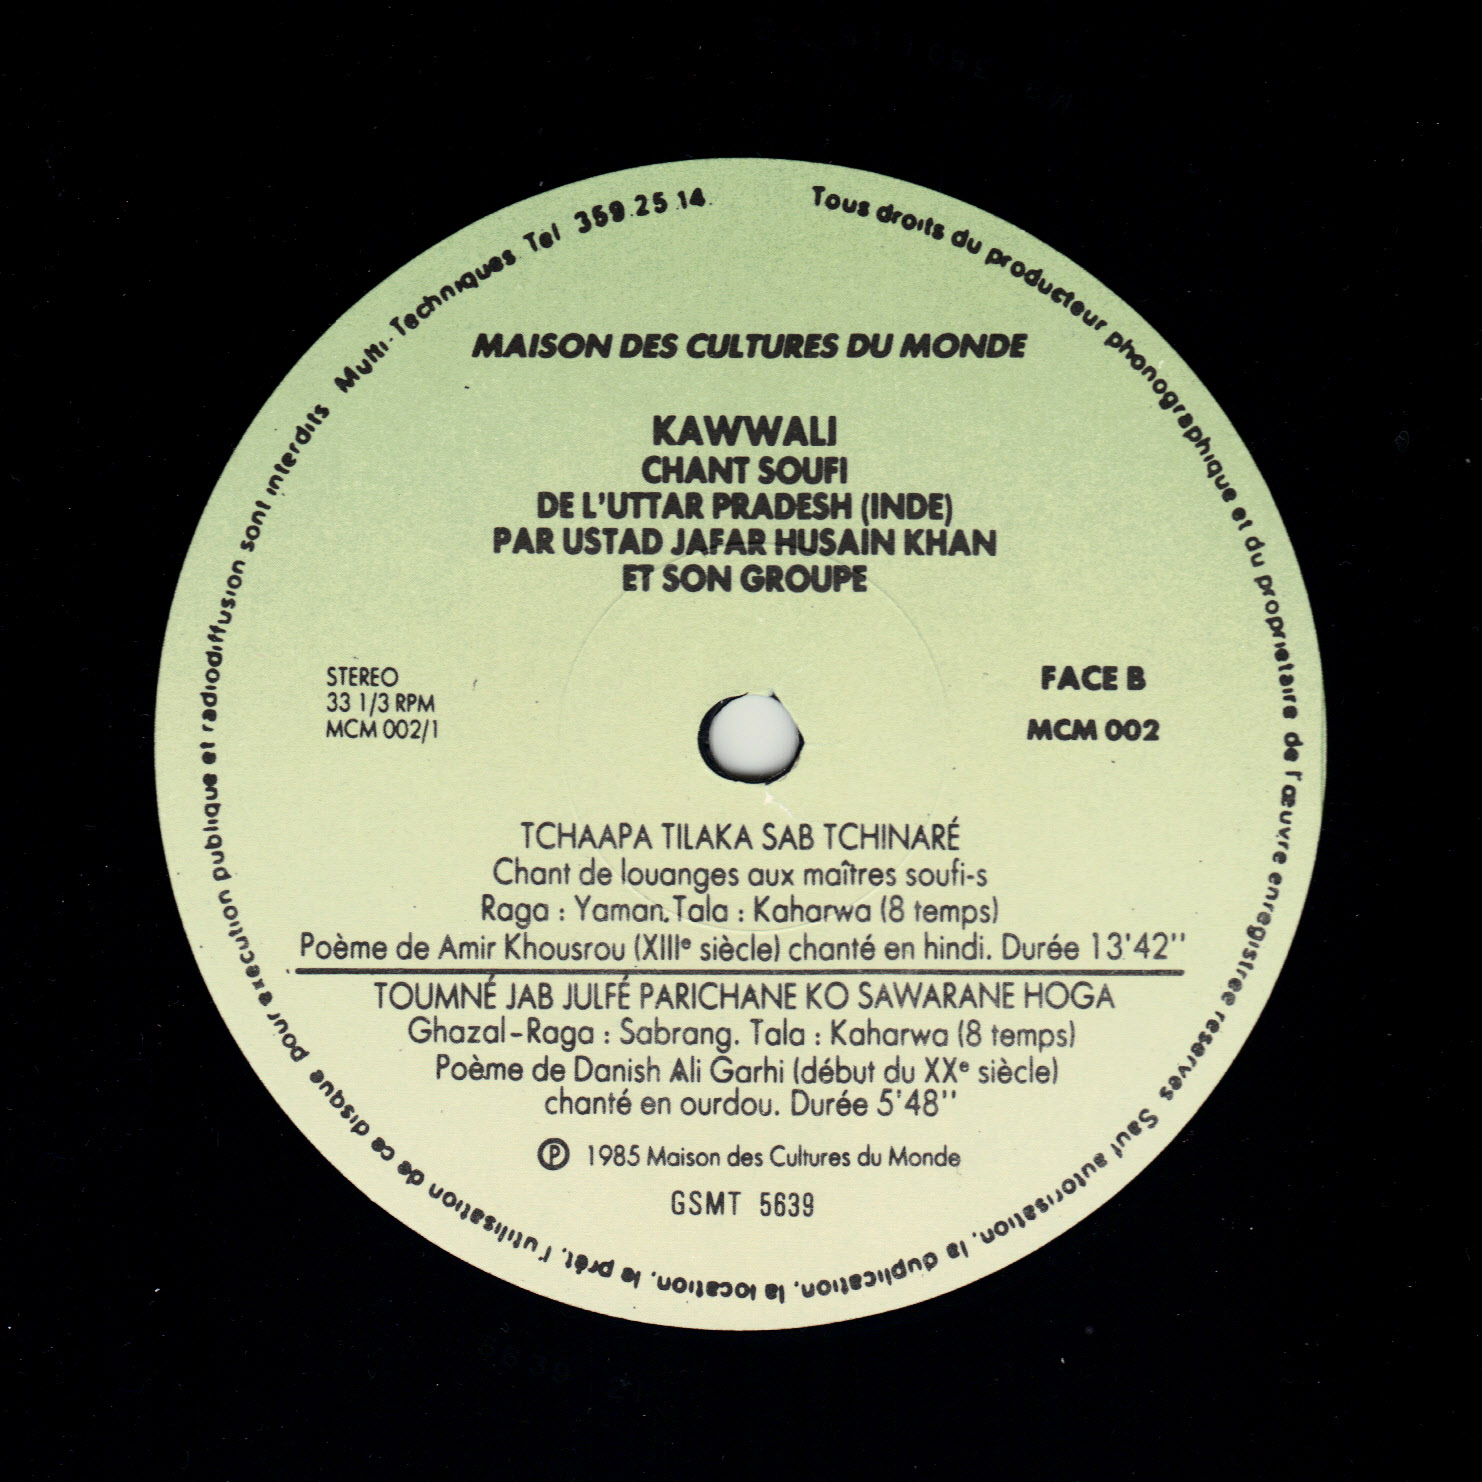 Tous droits du producteur phonographique et du proprietaire de l'œuvre enregistree reserves Sauf autorisation, la duplication, la location, le prêt, l'utilisation de ce disque pour execution publique et radiodiffusion sont interdits Multi-Techniques Tel 359.25 14.
MAISON DES CULTURES DU MONDE
KAWWALI
CHANT SOUFI
DE L'UTTAR PRADESH (INDE)
PAR USTAD JAFAR HUSAIN KHAN
ET SON GROUPE
STEREO
33 1/3 RPM
MCM 002/1
FACE B
MCM 002
TCHAAPA TILAKA SAB TCHINARÉ
Chant de louanges aux maîtres soufi-s
Raga : Yaman. Tala : Kaharwa (8 temps)
Poème de Amir Khousrou (XIIIᵉ siècle) chanté en hindi. Durée 13'42''
TOUMNÉ JAB JULFÉ PARICHANE KO SAWARANE HOGA
Ghazal-Raga : Sabrang. Tala : Kaharwa (8 temps)
Poème de Danish Ali Garhi (début du XXᵉ siècle)
chanté en ourdou. Durée 5'48''
℗ 1985 Maison des Cultures du Monde
GSMT 5639